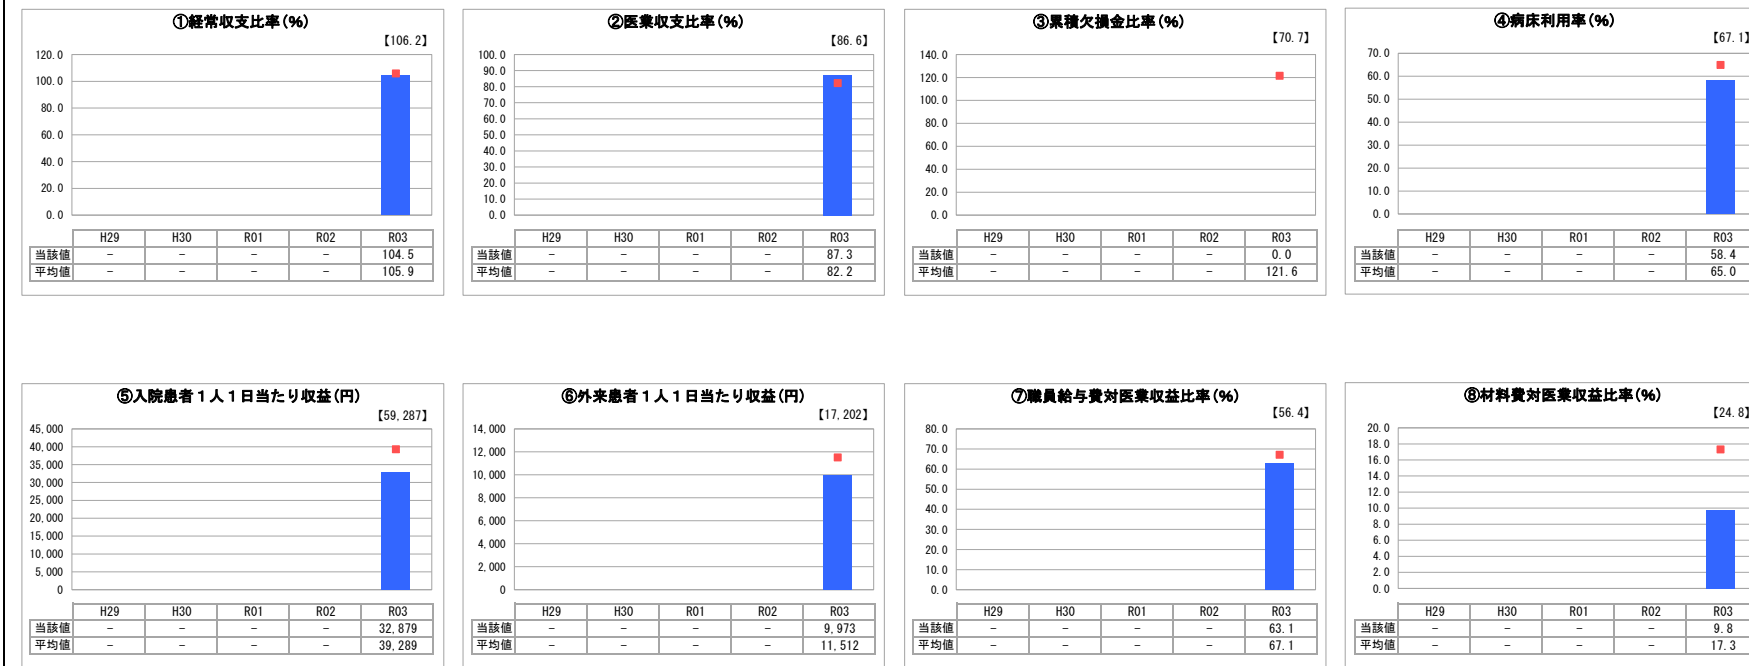 ①経常収支比率(%)
【106.2】
120.0
100.0
80.0
60.0
40.0
20.0
0.0
H29 H30 R01 R02 R03
当該値 － － － － 104.5
平均値 － － － － 105.9
②医業収支比率(%)
【86.6】
100.0
90.0
80.0
70.0
60.0
50.0
40.0
30.0
20.0
10.0
0.0
H29 H30 R01 R02 R03
当該値 － － － － 87.3
平均値 － － － － 82.2
③累積欠損金比率(%)
【70.7】
140.0
120.0
100.0
80.0
60.0
40.0
20.0
0.0
H29 H30 R01 R02 R03
当該値 － － － － 0.0
平均値 － － － － 121.6
④病床利用率(%)
【67.1】
70.0
60.0
50.0
40.0
30.0
20.0
10.0
0.0
H29 H30 R01 R02 R03
当該値 － － － － 58.4
平均値 － － － － 65.0
⑤入院患者１人１日当たり収益(円)
【59,287】
45,000
40,000
35,000
30,000
25,000
20,000
15,000
10,000
5,000
0
H29 H30 R01 R02 R03
当該値 － － － － 32,879
平均値 － － － － 39,289
⑥外来患者１人１日当たり収益(円)
【17,202】
14,000
12,000
10,000
8,000
6,000
4,000
2,000
0
H29 H30 R01 R02 R03
当該値 － － － － 9,973
平均値 － － － － 11,512
⑦職員給与費対医業収益比率(%)
【56.4】
80.0
70.0
60.0
50.0
40.0
30.0
20.0
10.0
0.0
H29 H30 R01 R02 R03
当該値 － － － － 63.1
平均値 － － － － 67.1
⑧材料費対医業収益比率(%)
【24.8】
20.0
18.0
16.0
14.0
12.0
10.0
8.0
6.0
4.0
2.0
0.0
H29 H30 R01 R02 R03
当該値 － － － － 9.8
平均値 － － － － 17.3